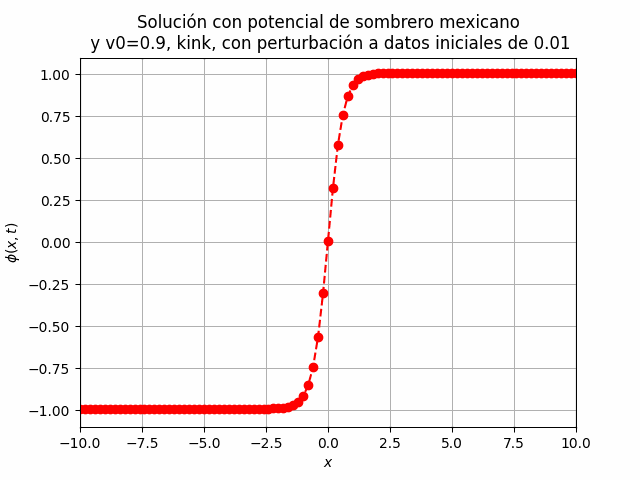 Solución con potencial de sombrero mexicano
y v0=0.9, kink, con perturbación a datos iniciales de 0.01
1.00
0.75
0.50
0.25
0.00
−0.25
−0.50
−0.75
−1.00
ϕ(x, t)
−10.0 −7.5 −5.0 −2.5 0.0 2.5 5.0 7.5 10.0
x